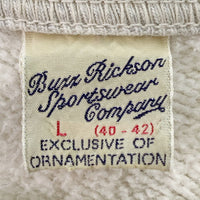 Buzz Rickson
Sportswear
Company
L (40 - 42)
EXCLUSIVE OF
ORNAMENTATION